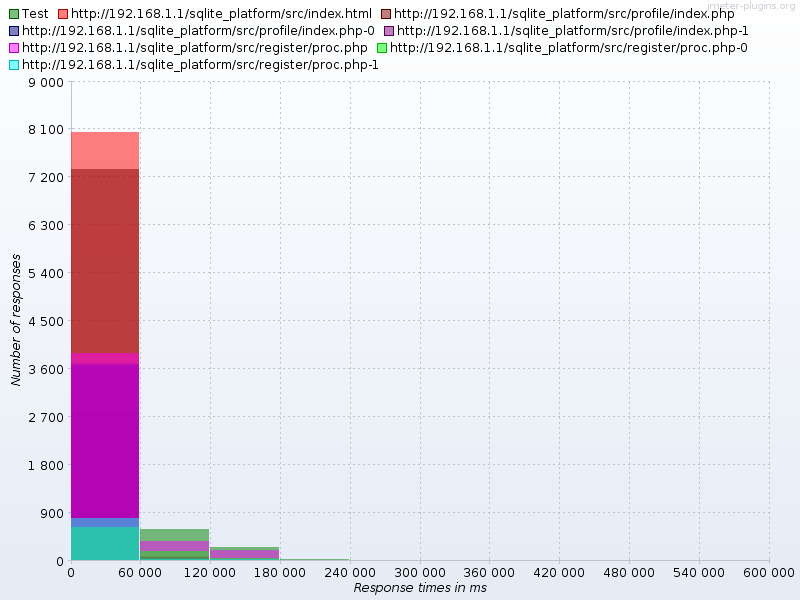 jmeter-plugins.org
Test http://192.168.1.1/sqlite_platform/src/index.html http://192.168.1.1/sqlite_platform/src/profile/index.php
http://192.168.1.1/sqlite_platform/src/profile/index.php-0 http://192.168.1.1/sqlite_platform/src/profile/index.php-1
http://192.168.1.1/sqlite_platform/src/register/proc.php http://192.168.1.1/sqlite_platform/src/register/proc.php-0
http://192.168.1.1/sqlite_platform/src/register/proc.php-1
9 000
8 100
7 200
6 300
5 400
4 500
3 600
2 700
1 800
900
0
Number of responses
0 60 000 120 000 180 000 240 000 300 000 360 000 420 000 480 000 540 000 600 000
Response times in ms